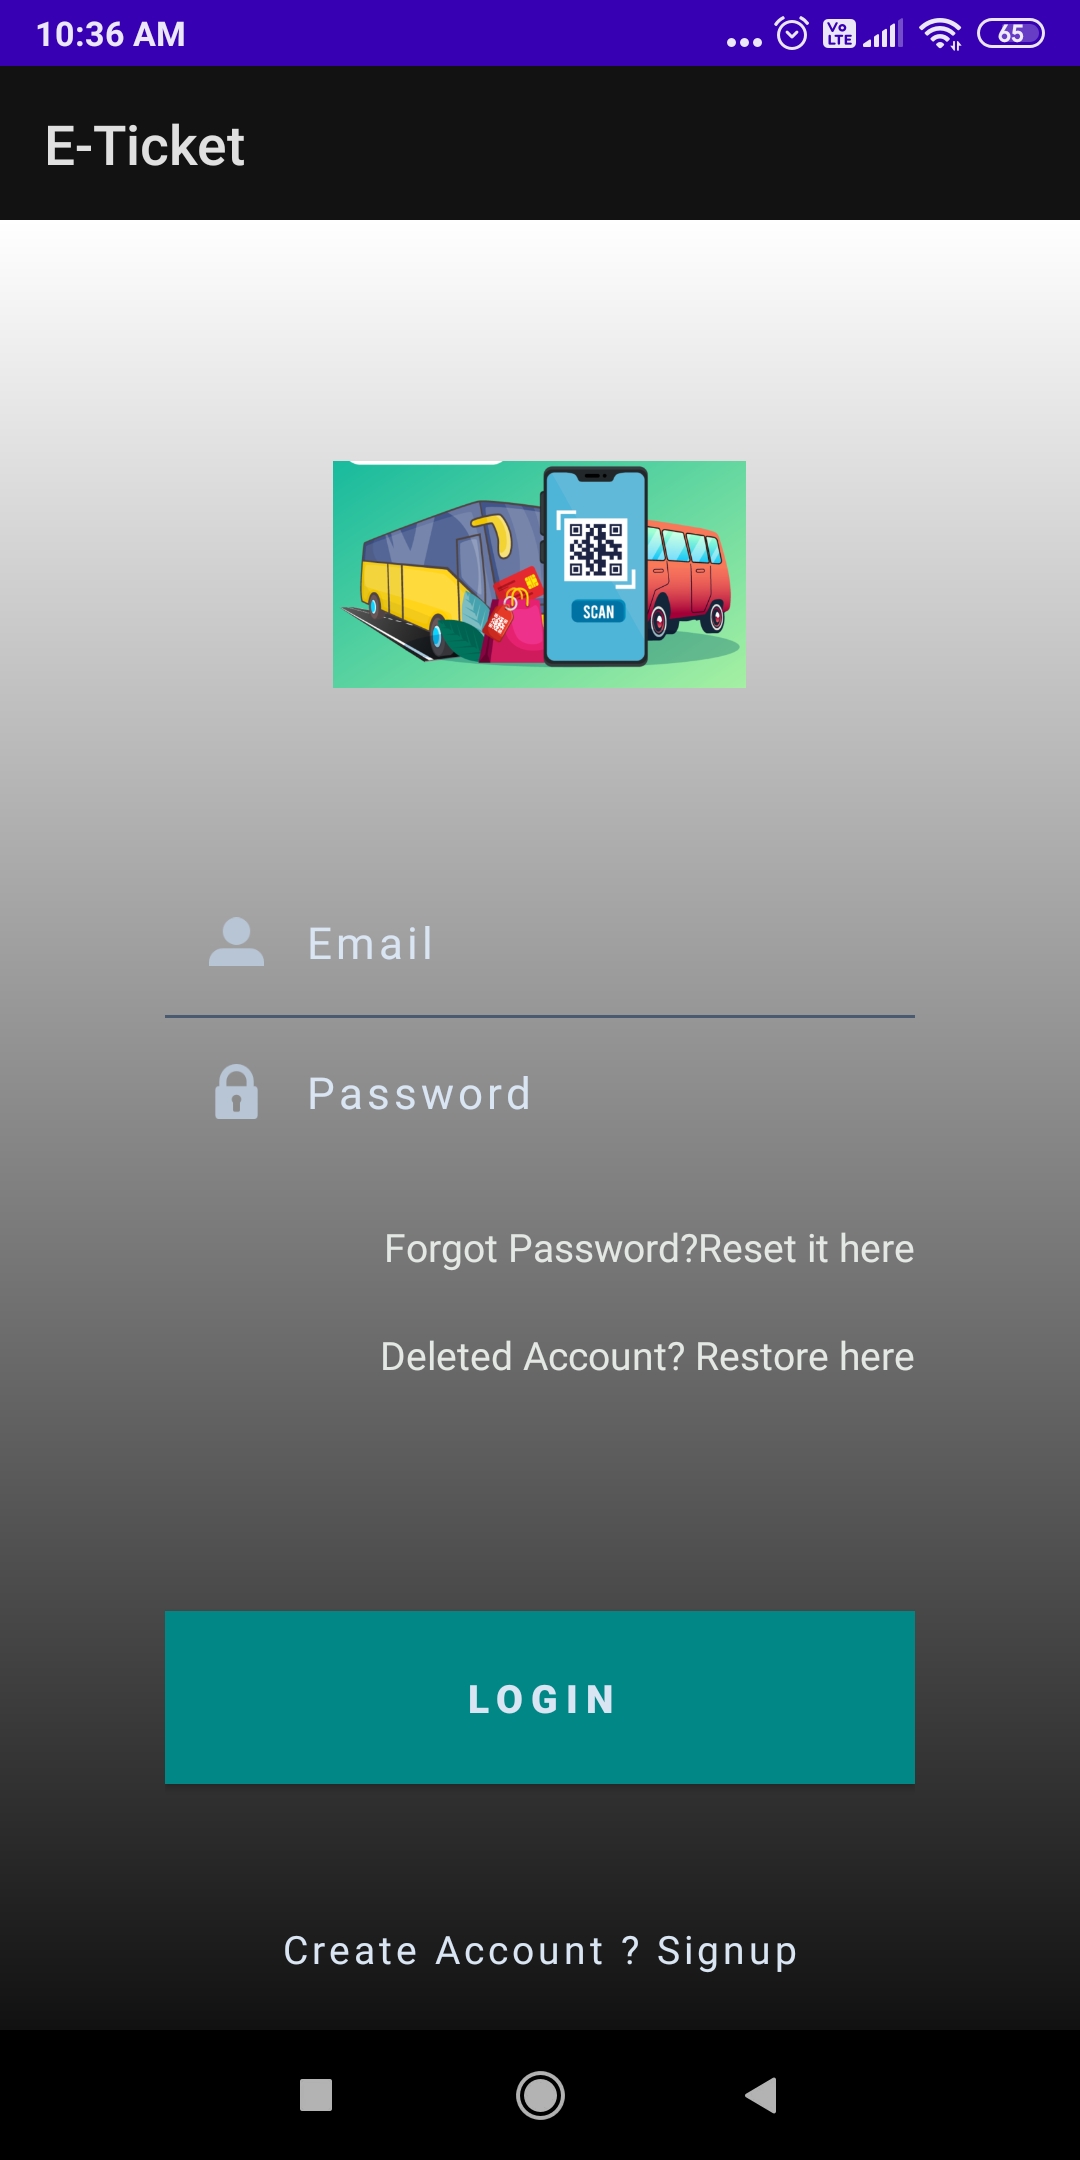 10:36 AM
Vo LTE
65
E-Ticket
SCAN
Email
Password
Forgot Password?Reset it here
Deleted Account? Restore here
LOGIN
Create Account ? Signup